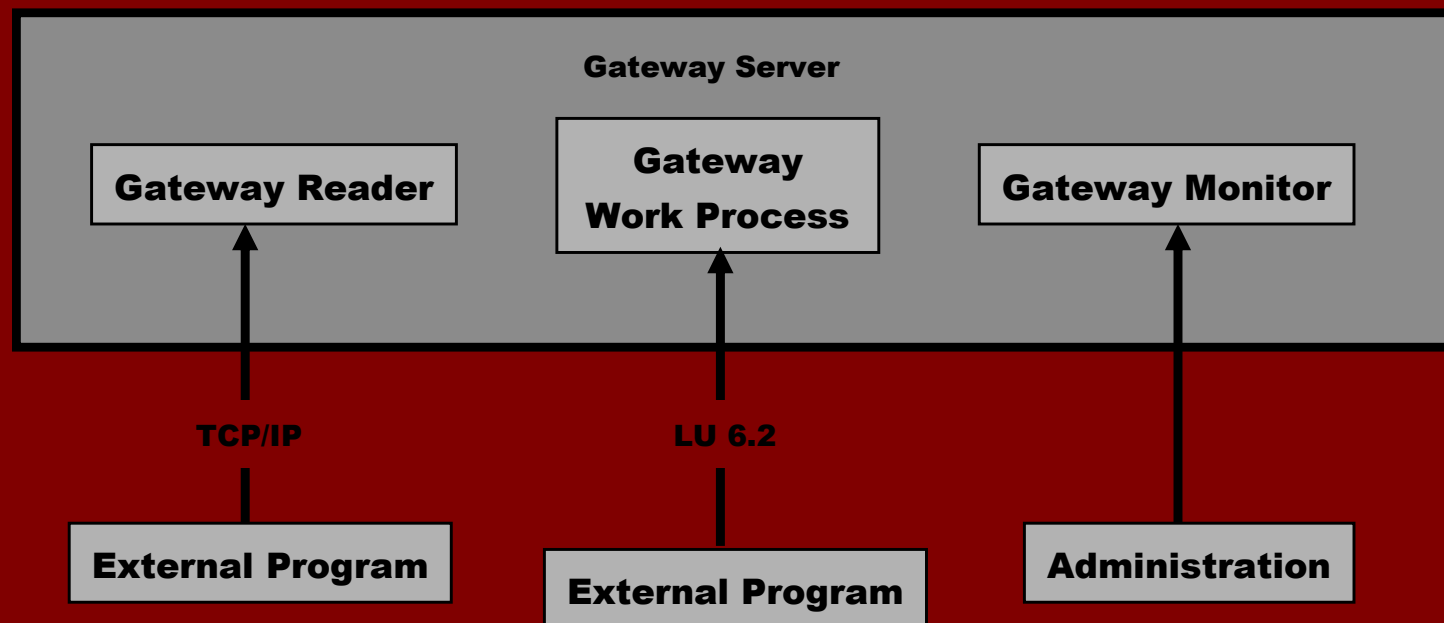 Gateway Server
Gateway Reader
Gateway
Work Process
Gateway Monitor
TCP/IP
LU 6.2
External Program
External Program
Administration